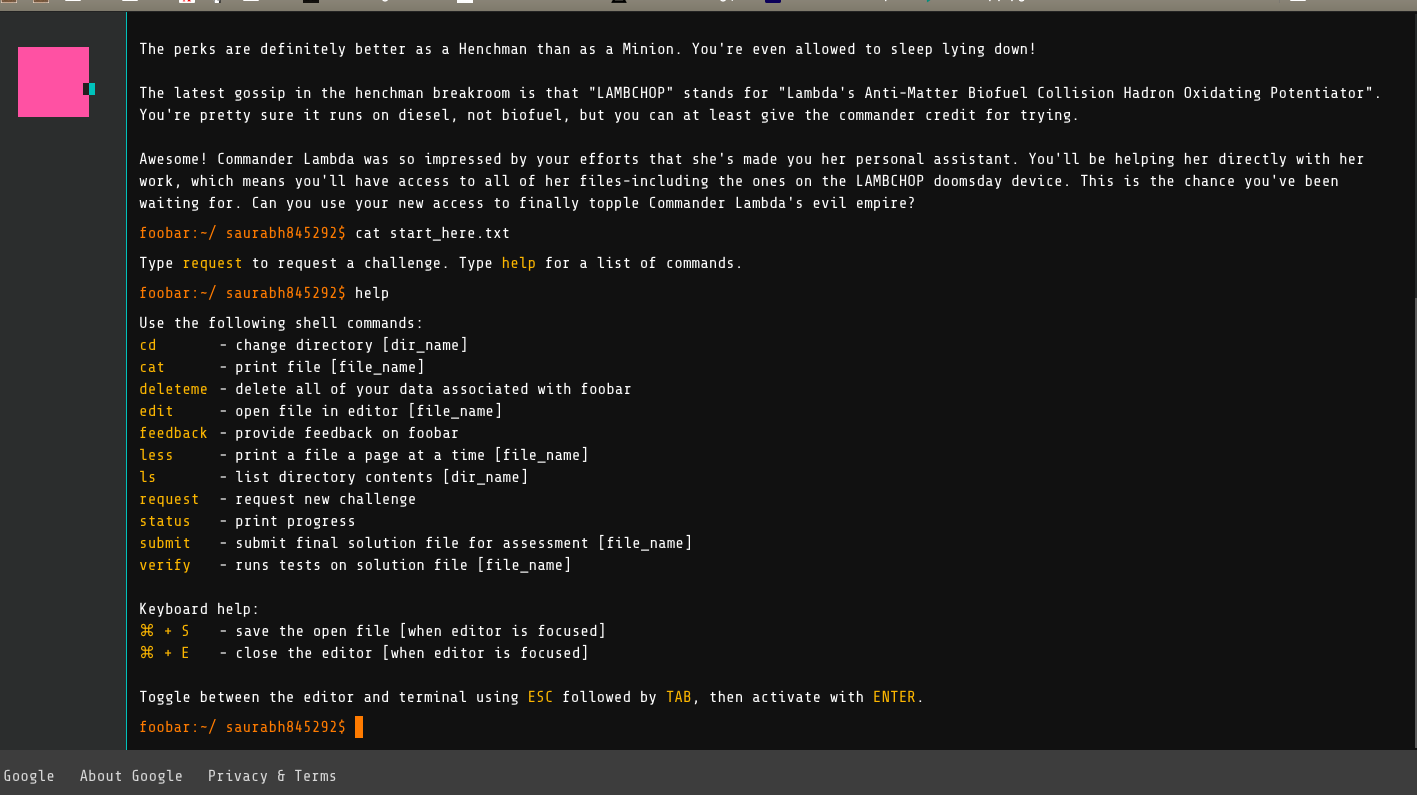 The perks are definitely better as a Henchman than as a Minion. You're even allowed to sleep lying down!
The latest gossip in the henchman breakroom is that "LAMBCHOP" stands for "Lambda's Anti-Matter Biofuel Collision Hadron Oxidating Potentiator".
You're pretty sure it runs on diesel, not biofuel, but you can at least give the commander credit for trying.
Awesome! Commander Lambda was so impressed by your efforts that she's made you her personal assistant. You'll be helping her directly with her
work, which means you'll have access to all of her files-including the ones on the LAMBCHOP doomsday device. This is the chance you've been
waiting for. Can you use your new access to finally topple Commander Lambda's evil empire?
foobar:~/ saurabh845292$ cat start_here.txt
Type request to request a challenge. Type help for a list of commands.
foobar:~/ saurabh845292$ help
Use the following shell commands:
cd - change directory [dir_name]
cat - print file [file_name]
deleteme - delete all of your data associated with foobar
edit - open file in editor [file_name]
feedback - provide feedback on foobar
less - print a file a page at a time [file_name]
ls - list directory contents [dir_name]
request - request new challenge
status - print progress
submit - submit final solution file for assessment [file_name]
verify - runs tests on solution file [file_name]
Keyboard help:
⌘ + S - save the open file [when editor is focused]
⌘ + E - close the editor [when editor is focused]
Toggle between the editor and terminal using ESC followed by TAB, then activate with ENTER.
foobar:~/ saurabh845292$
Google About Google Privacy & Terms